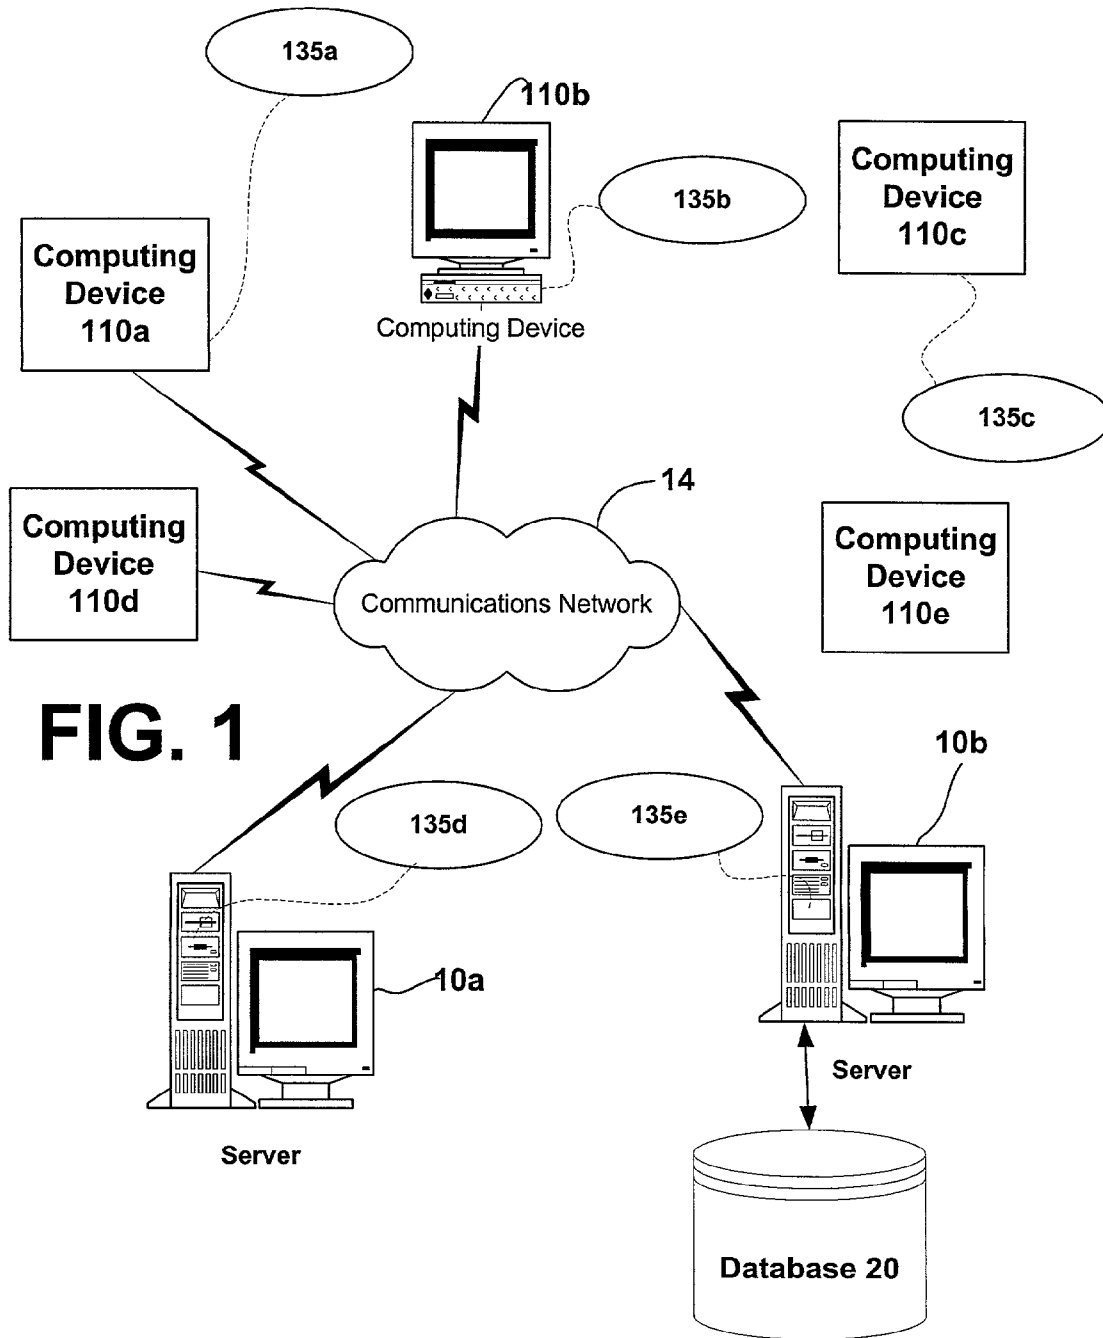 135a
110b
Computing
Device
110c
135b
Computing
Device
110a
Computing Device
135c
14
Computing
Device
110d
Communications Network
Computing
Device
110e
FIG. 1
10b
135d
135e
10a
Server
Server
Database 20